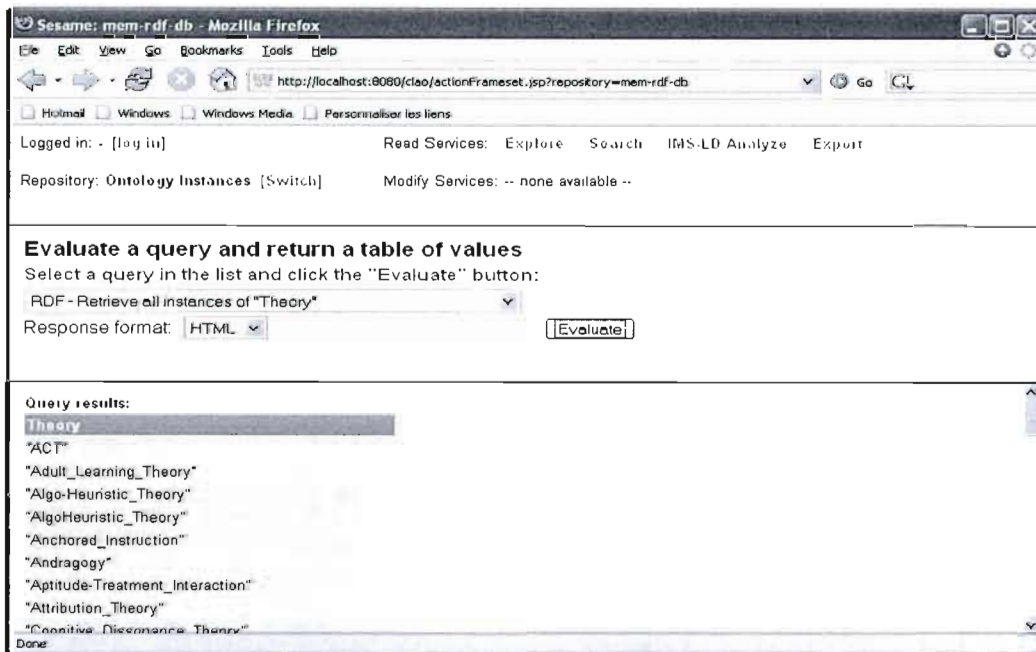 Sesame: mem-rdf-db - Mozilla Firefox
File Edit View Go Bookmarks Tools Help
http://localhost:8080/clao/actionFrameset.jsp?repository=mem-rdf-db Go
Hotmail Windows Windows Media Personnaliser les liens
Logged in: - [log in] Read Services: Explore Search IMS-LD Analyze Export
Repository: Ontology Instances [Switch] Modify Services: -- none available --
Evaluate a query and return a table of values
Select a query in the list and click the "Evaluate" button:
RDF - Retrieve all instances of "Theory"
Response format: HTML Evaluate
Query results:
Theory
"ACT"
"Adult_Learning_Theory"
"Algo-Heuristic_Theory"
"AlgoHeuristic_Theory"
"Anchored_Instruction"
"Andragogy"
"Aptitude-Treatment_Interaction"
"Attribution_Theory"
"Cognitive_Dissonance_Theory"
Done